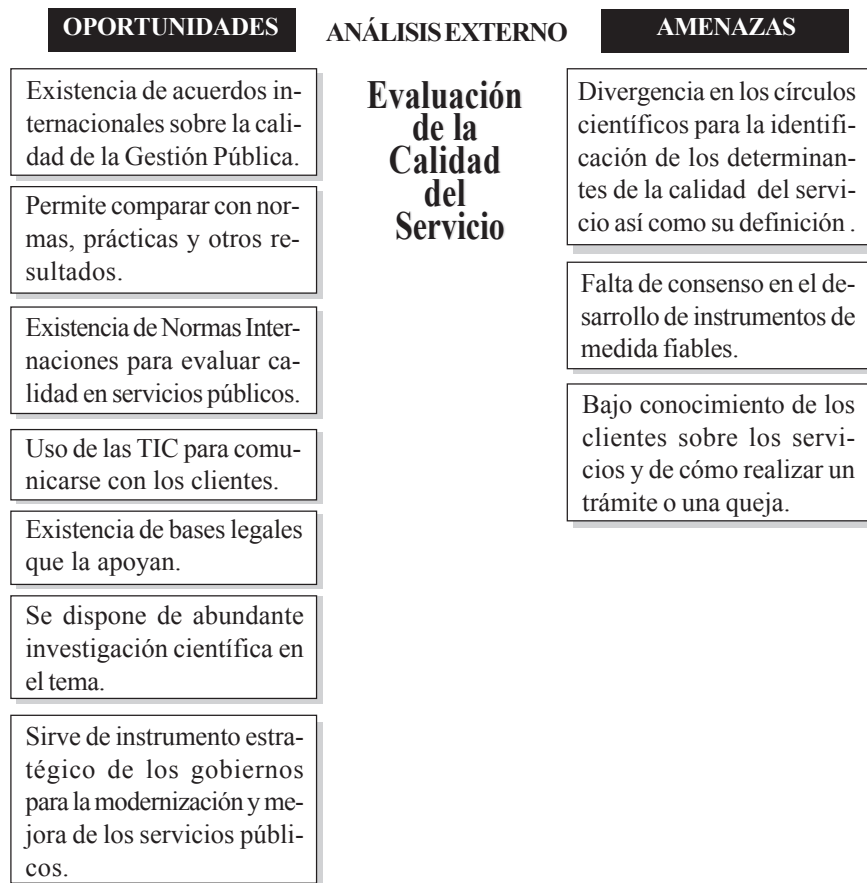 OPORTUNIDADES
ANÁLISIS EXTERNO
AMENAZAS
Existencia de acuerdos in-
ternacionales sobre la cali-
dad de la Gestión Pública.
Permite comparar con nor-
mas, prácticas y otros re-
sultados.
Existencia de Normas Inter-
naciones para evaluar ca-
lidad en servicios públicos.
Uso de las TIC para comu-
nicarse con los clientes.
Existencia de bases legales
que la apoyan.
Se dispone de abundante
investigación científica en
el tema.
Sirve de instrumento estra-
tégico de los gobiernos
para la modernización y me-
jora de los servicios públi-
cos.
Evaluación
de la
Calidad
del
Servicio
Divergencia en los círculos
científicos para la identifi-
cación de los determinan-
tes de la calidad del servi-
cio así como su definición .
Falta de consenso en el de-
sarrollo de instrumentos de
medida fiables.
Bajo conocimiento de los
clientes sobre los servi-
cios y de cómo realizar un
trámite o una queja.